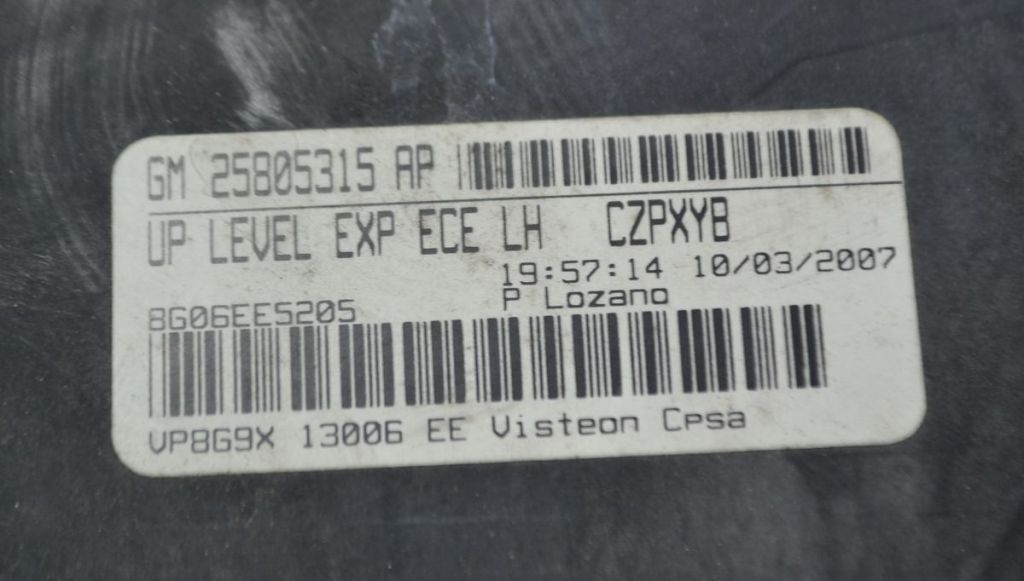 GM 25805315 AP
UP LEVEL EXP ECE LH CZPXYB
19:57:14 10/03/2007
P Lozano
8G06EE5205
VP8G9X 13006 EE Visteon Cpsa